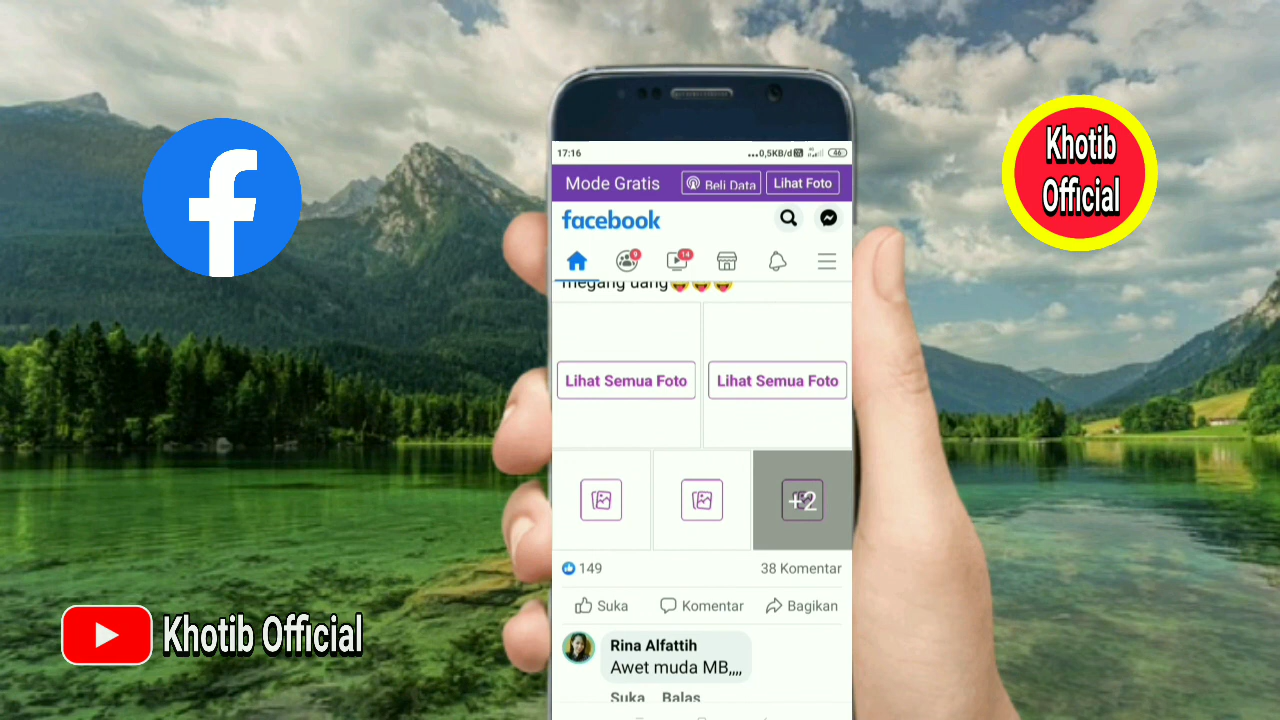 Khotib
Official
17:16
...0,5KB/d
46
Mode Gratis
Beli Data
Lihat Foto
facebook
9
14
megang uang
Lihat Semua Foto
Lihat Semua Foto
+2
149
38 Komentar
Suka
Komentar
Bagikan
Rina Alfattih
Awet muda MB,,,,
Suka
Balas
Khotib Official